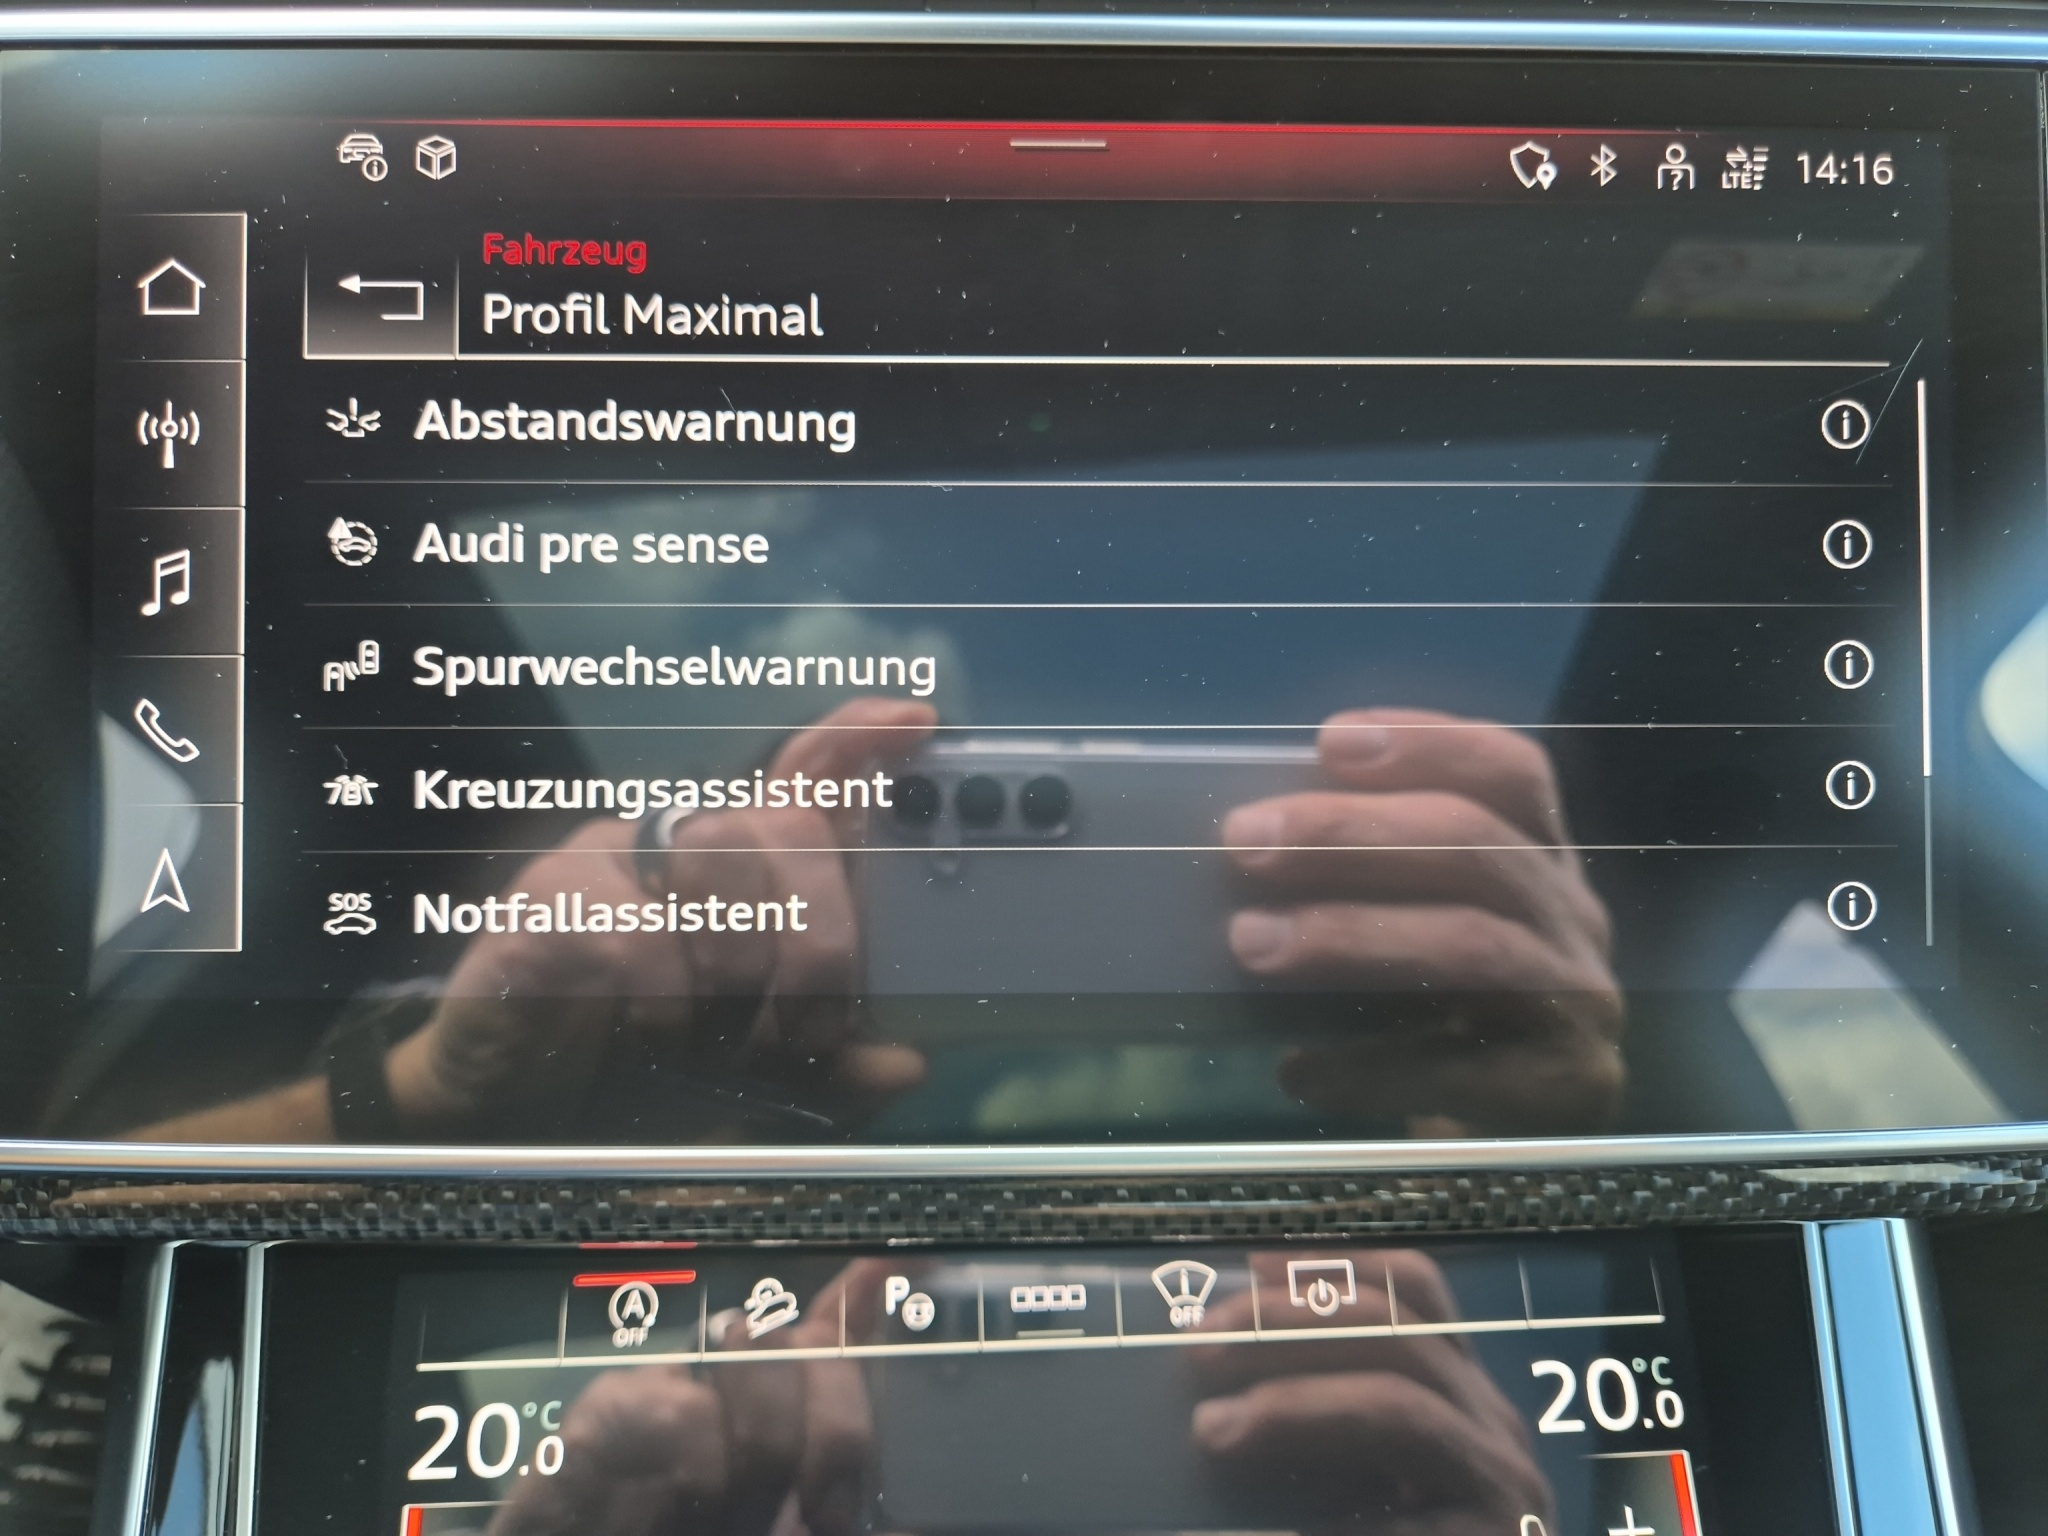 LTE 14:16
Fahrzeug
Profil Maximal
Abstandswarnung
Audi pre sense
Spurwechselwarnung
Kreuzungsassistent
SOS Notfallassistent
A OFF P OFF
20.0 °C 20.0 °C